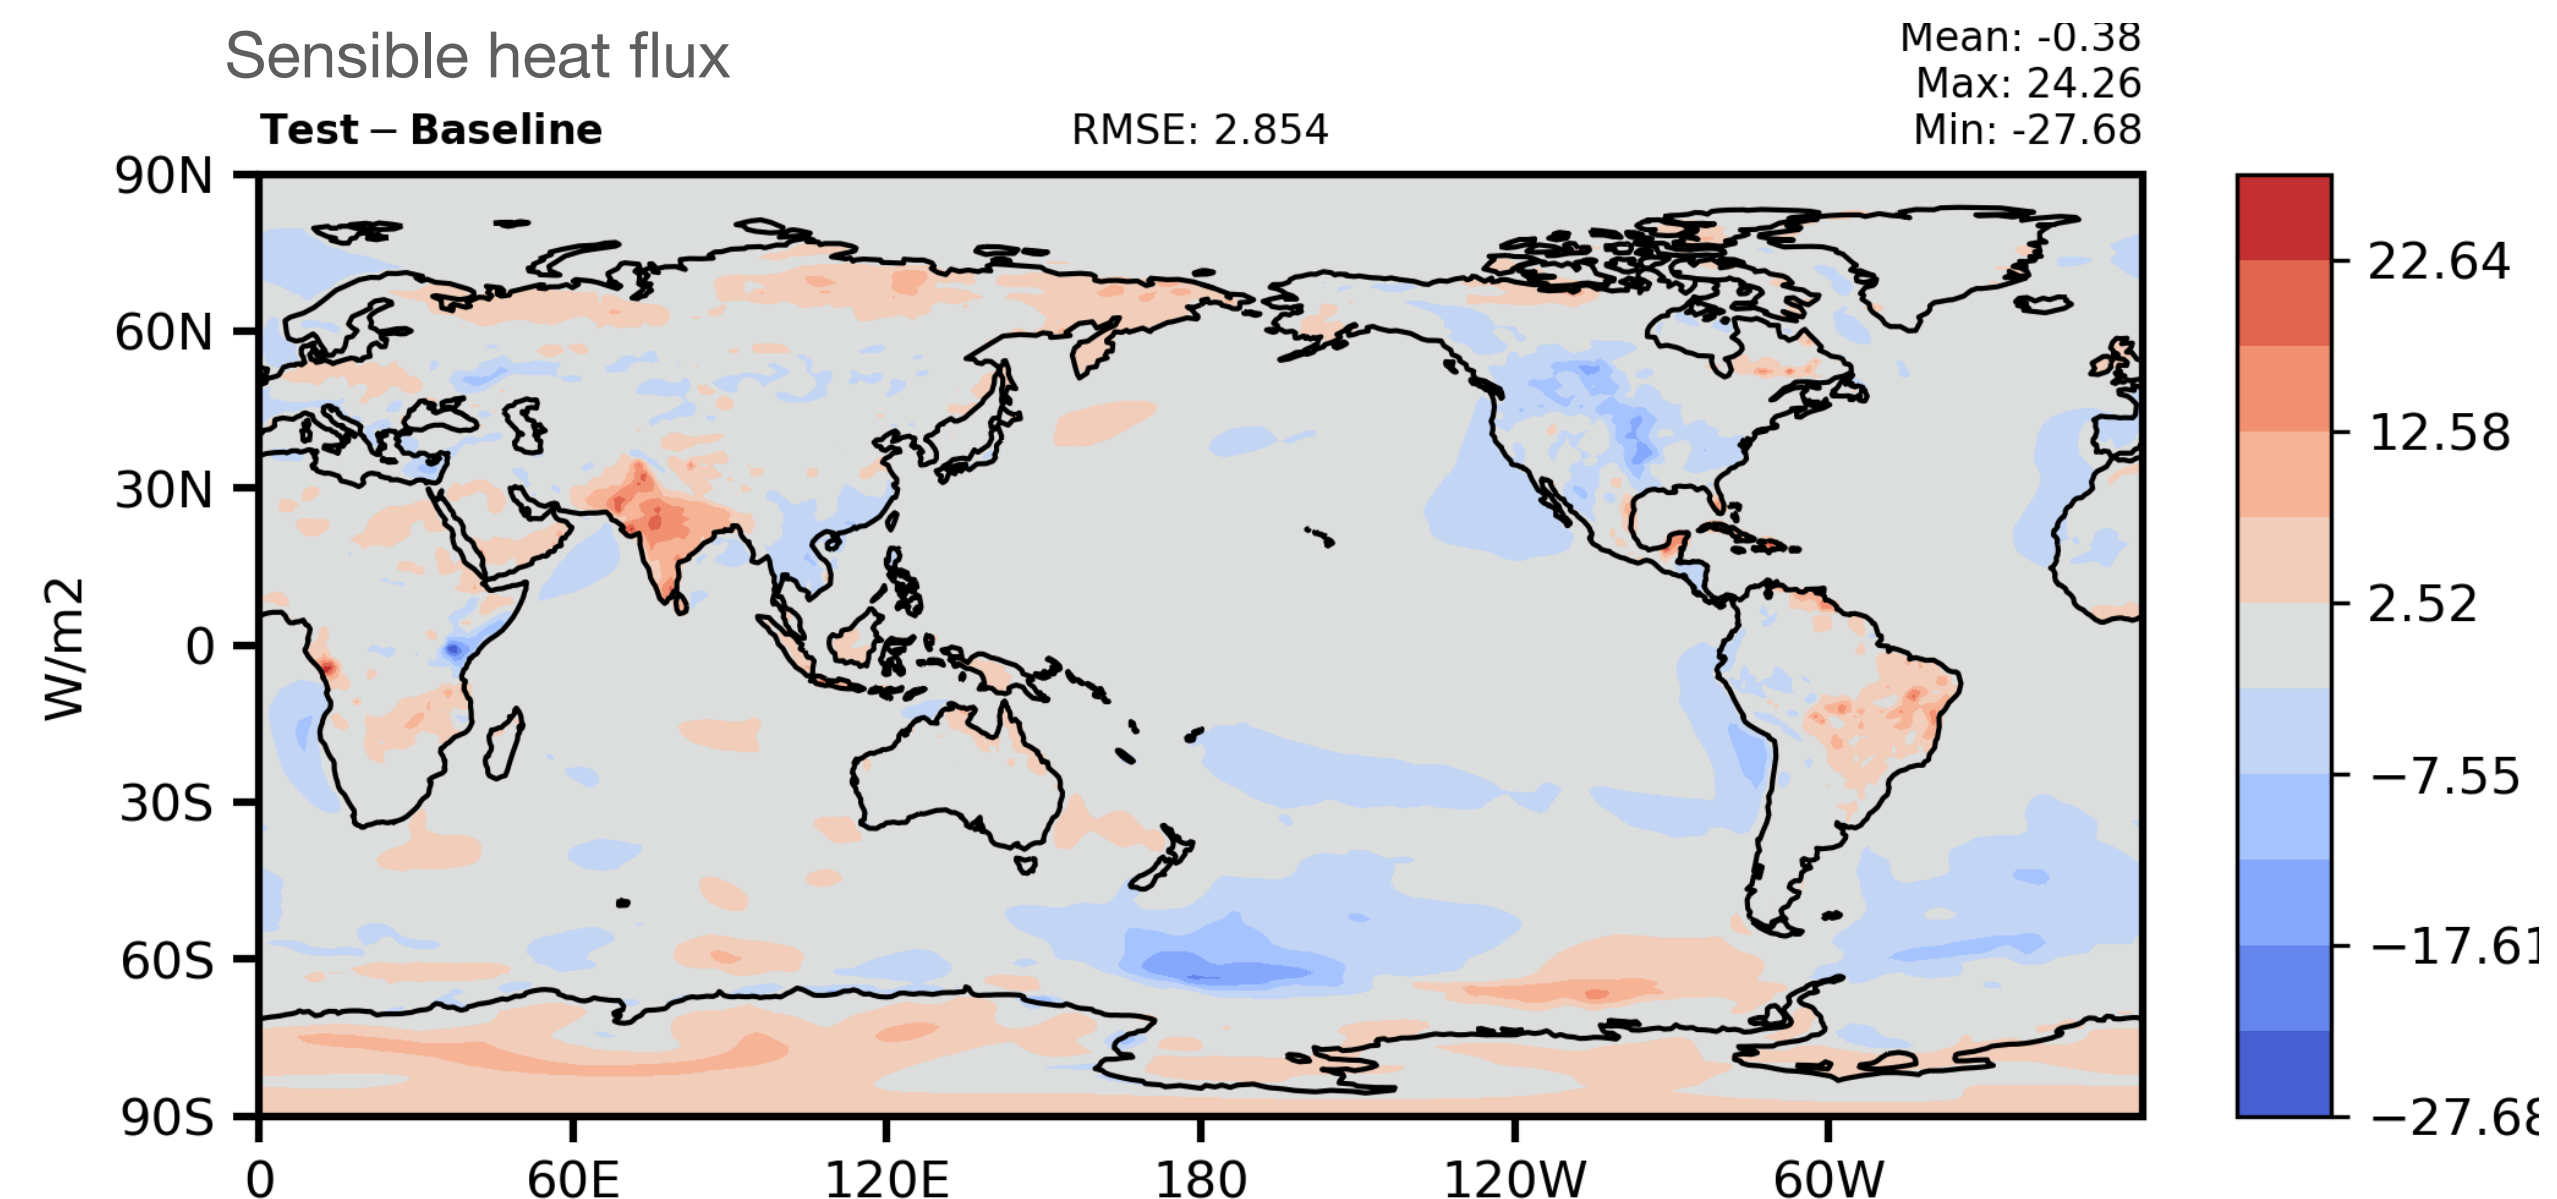 Sensible heat flux
Mean: -0.38
Max: 24.26
Test – Baseline
RMSE: 2.854
Min: -27.68
90N
60N
30N
0
30S
60S
90S
W/m2
0
60E
120E
180
120W
60W
22.64
12.58
2.52
−7.55
−17.61
−27.68